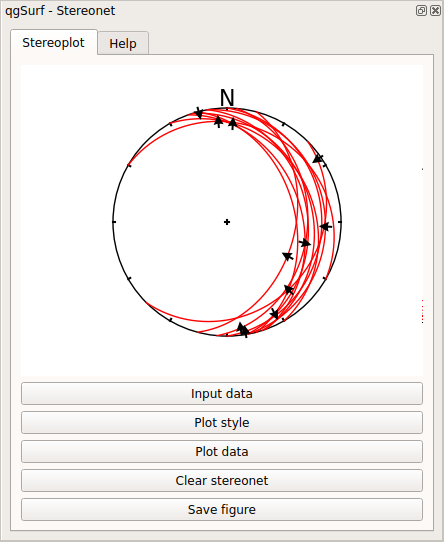 qgSurf - Stereonet
Stereoplot Help
N
Input data
Plot style
Plot data
Clear stereonet
Save figure